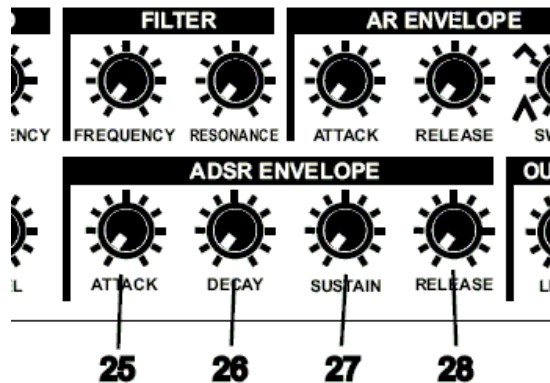 FILTER AR ENVELOPE
ENCY FREQUENCY RESONANCE ATTACK RELEASE SW
ADSR ENVELOPE OU
L ATTACK DECAY SUSTAIN RELEASE LE
25 26 27 28